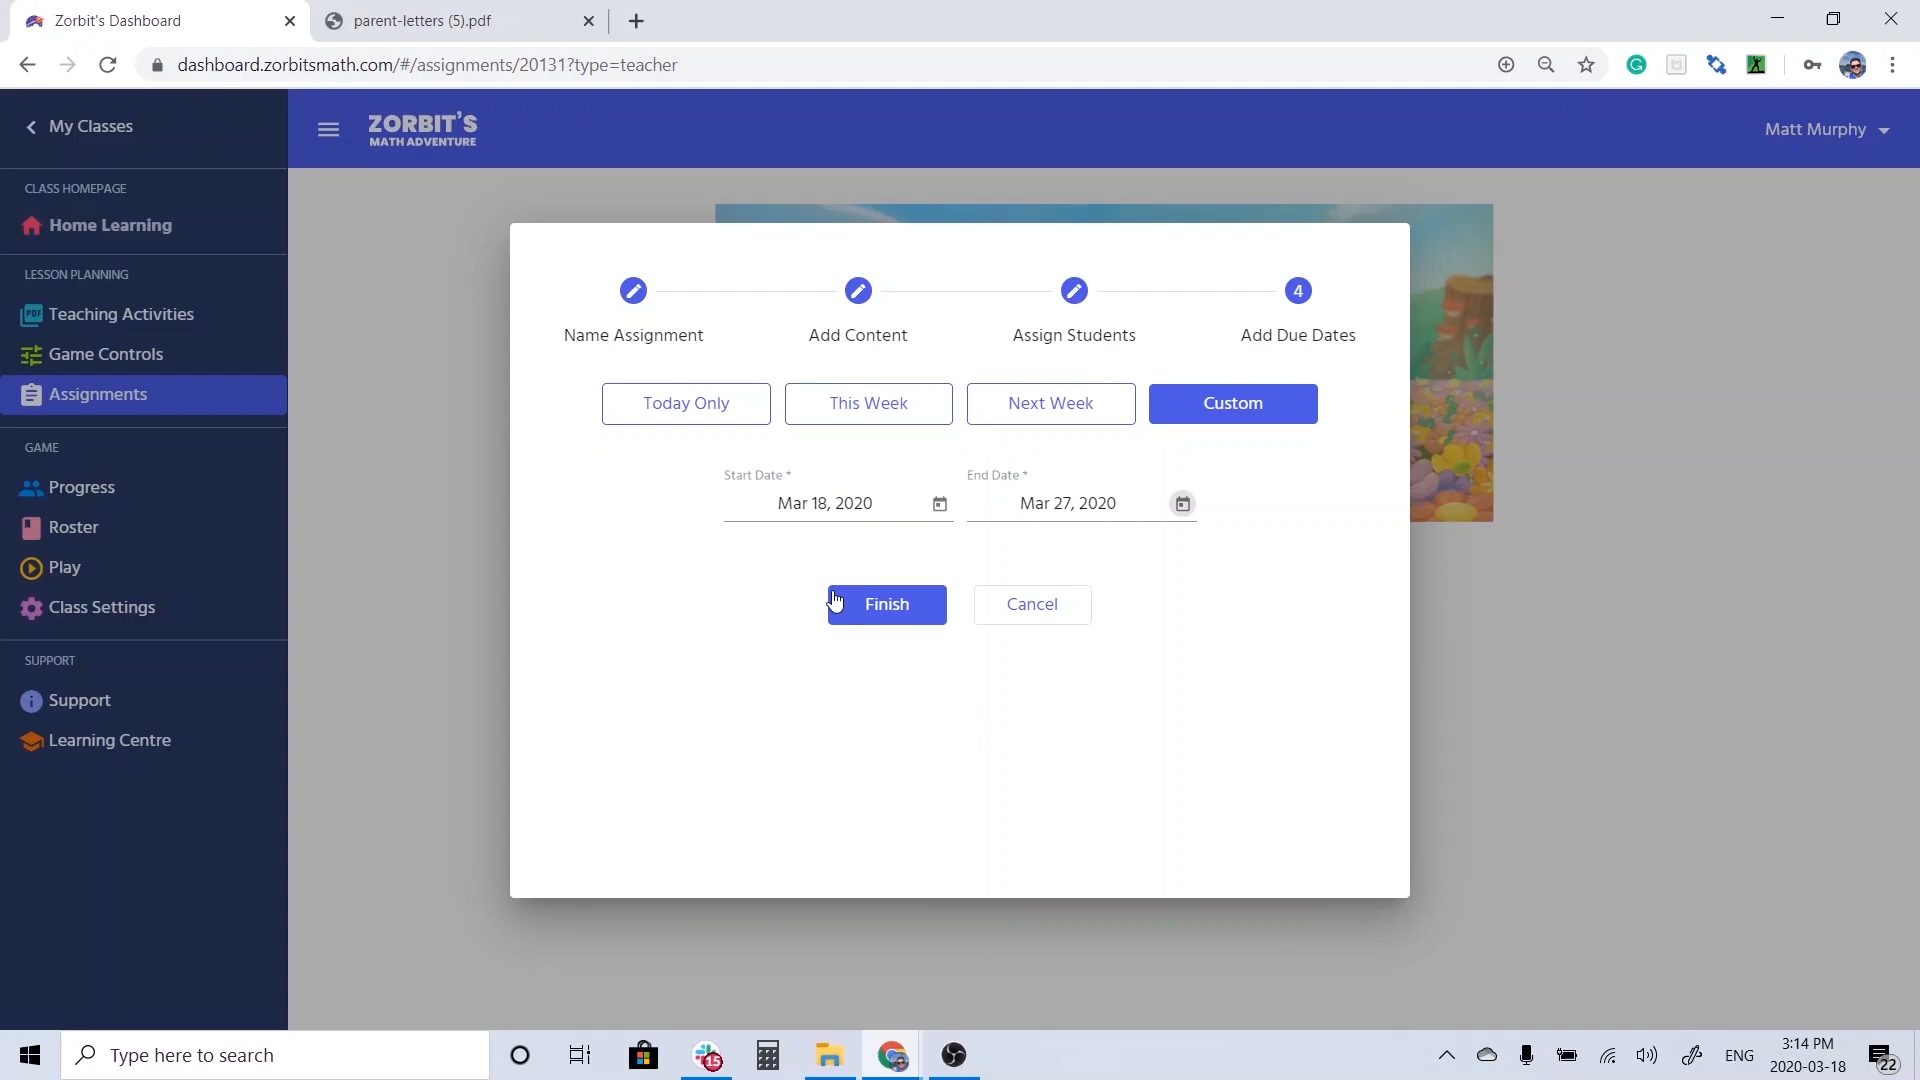 Zorbit's Dashboard
parent-letters (5).pdf
dashboard.zorbitsmath.com/#/assignments/20131?type=teacher
My Classes
ZORBIT'S
MATH ADVENTURE
Matt Murphy
CLASS HOMEPAGE
Home Learning
LESSON PLANNING
PDF Teaching Activities
Game Controls
Assignments
GAME
Progress
Roster
Play
Class Settings
SUPPORT
Support
Learning Centre
4
Name Assignment
Add Content
Assign Students
Add Due Dates
Today Only
This Week
Next Week
Custom
Start Date *
End Date *
Mar 18, 2020
Mar 27, 2020
Finish
Cancel
Type here to search
15
ENG
3:14 PM
2020-03-18
22